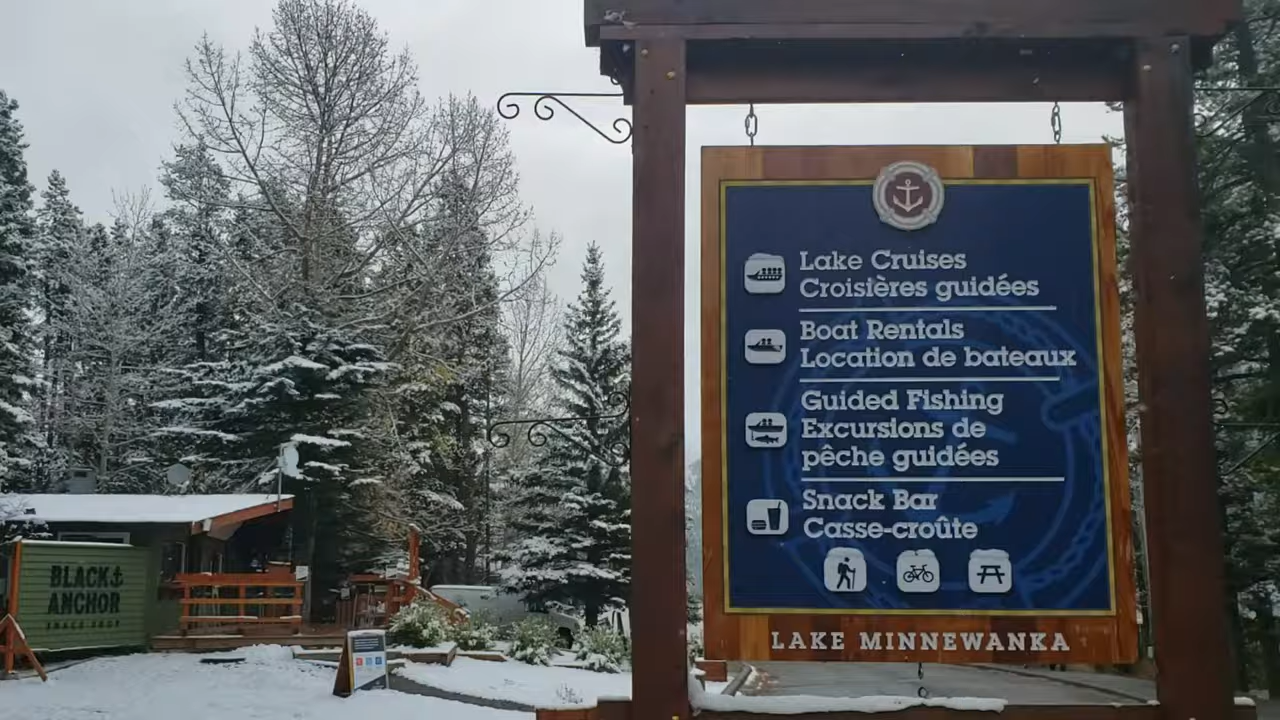 Lake Cruises
Croisières guidées
Boat Rentals
Location de bateaux
Guided Fishing
Excursions de
pêche guidées
Snack Bar
Casse-croûte
LAKE MINNEWANKA
BLACK
ANCHOR